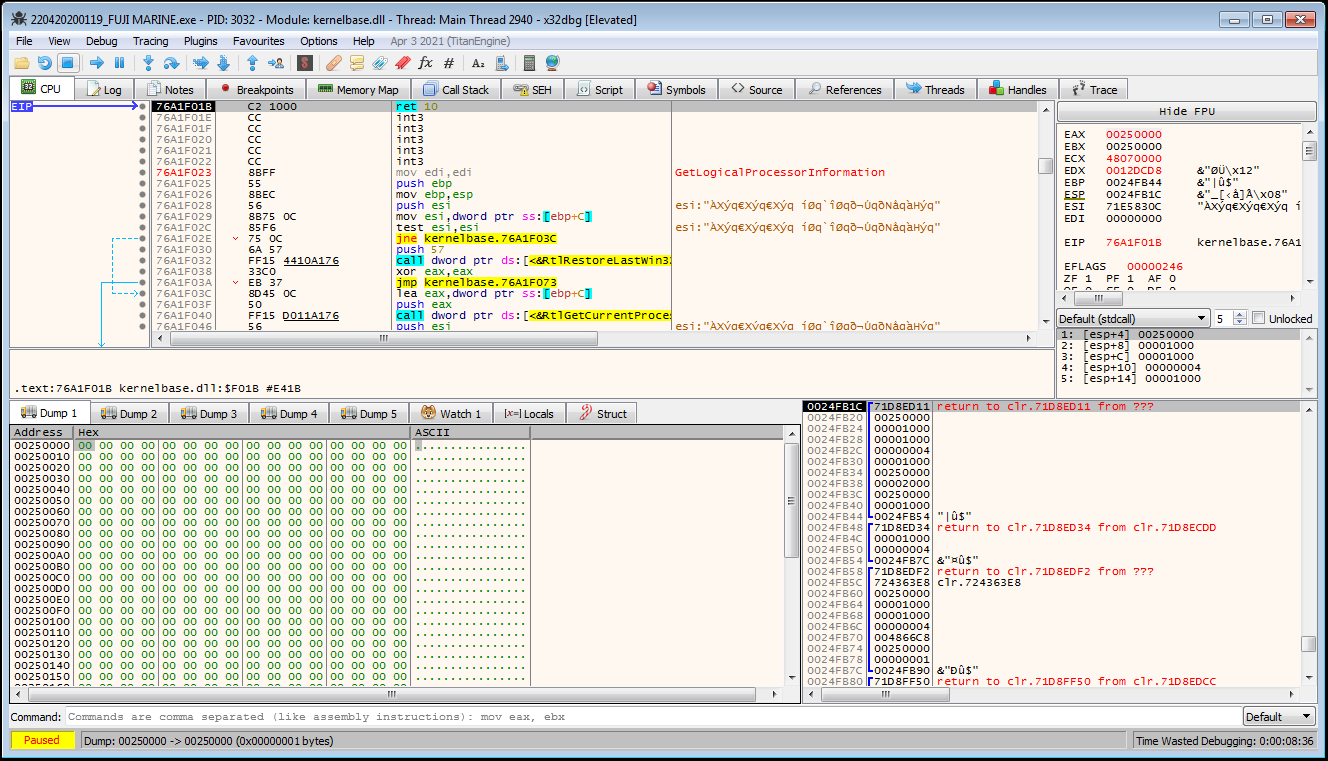 220420200119_FUJI MARINE.exe - PID: 3032 - Module: kernelbase.dll - Thread: Main Thread 2940 - x32dbg [Elevated]
File View Debug Tracing Plugins Favourites Options Help Apr 3 2021 (TitanEngine)
CPU Log Notes Breakpoints Memory Map Call Stack SEH Script Symbols Source References Threads Handles Trace
EIP
76A1F01B C2 1000 ret 10
76A1F01E CC int3
76A1F01F CC int3
76A1F020 CC int3
76A1F021 CC int3
76A1F022 CC int3
76A1F023 8BFF mov edi,edi GetLogicalProcessorInformation
76A1F025 55 push ebp
76A1F026 8BEC mov ebp,esp
76A1F028 56 push esi esi:"ÀXýq€Xýq€Xýq
76A1F029 8B75 0C mov esi,dword ptr ss:[ebp+C]
76A1F02C 85F6 test esi,esi esi:"ÀXýq€Xýq€Xýq
76A1F02E 75 0C jne kernelbase.76A1F03C
76A1F030 6A 57 push 57
76A1F032 FF15 4410A176 call dword ptr ds:[<&RtlRestoreLastWin32
76A1F038 33C0 xor eax,eax
76A1F03A EB 37 jmp kernelbase.76A1F073
76A1F03C 8D45 0C lea eax,dword ptr ss:[ebp+C]
76A1F03F 50 push eax
76A1F040 FF15 D011A176 call dword ptr ds:[<&RtlGetCurrentProces
76A1F046 56 push esi esi:"ÀXýq€Xýq€Xýq
Hide FPU
EAX 00250000
EBX 00250000
ECX 48070000
EDX 0012DCD8 &"ØÜ\x12"
EBP 0024FB44 &"|û$"
ESP 0024FB1C &"_[‹å]Â\x08"
ESI 71E5830C "ÀXýq€Xýq€Xýq í
EDI 00000000
EIP 76A1F01B kernelbase.76A1
EFLAGS 00000246
ZF 1 PF 1 AF 0
Default (stdcall) 5 Unlocked
1: [esp+4] 00250000
2: [esp+8] 00001000
3: [esp+C] 00001000
4: [esp+10] 00000004
5: [esp+14] 00001000
.text:76A1F01B kernelbase.dll:$F01B #E41B
Dump 1 Dump 2 Dump 3 Dump 4 Dump 5 Watch 1 [x=] Locals Struct
Address Hex ASCII
00250000 00 00 00 00 00 00 00 00 00 00 00 00 00 00 00 00 ................
00250010 00 00 00 00 00 00 00 00 00 00 00 00 00 00 00 00 ................
00250020 00 00 00 00 00 00 00 00 00 00 00 00 00 00 00 00 ................
00250030 00 00 00 00 00 00 00 00 00 00 00 00 00 00 00 00 ................
00250040 00 00 00 00 00 00 00 00 00 00 00 00 00 00 00 00 ................
00250050 00 00 00 00 00 00 00 00 00 00 00 00 00 00 00 00 ................
00250060 00 00 00 00 00 00 00 00 00 00 00 00 00 00 00 00 ................
00250070 00 00 00 00 00 00 00 00 00 00 00 00 00 00 00 00 ................
00250080 00 00 00 00 00 00 00 00 00 00 00 00 00 00 00 00 ................
00250090 00 00 00 00 00 00 00 00 00 00 00 00 00 00 00 00 ................
002500A0 00 00 00 00 00 00 00 00 00 00 00 00 00 00 00 00 ................
002500B0 00 00 00 00 00 00 00 00 00 00 00 00 00 00 00 00 ................
002500C0 00 00 00 00 00 00 00 00 00 00 00 00 00 00 00 00 ................
002500D0 00 00 00 00 00 00 00 00 00 00 00 00 00 00 00 00 ................
002500E0 00 00 00 00 00 00 00 00 00 00 00 00 00 00 00 00 ................
002500F0 00 00 00 00 00 00 00 00 00 00 00 00 00 00 00 00 ................
00250100 00 00 00 00 00 00 00 00 00 00 00 00 00 00 00 00 ................
00250110 00 00 00 00 00 00 00 00 00 00 00 00 00 00 00 00 ................
00250120 00 00 00 00 00 00 00 00 00 00 00 00 00 00 00 00 ................
00250130 00 00 00 00 00 00 00 00 00 00 00 00 00 00 00 00 ................
00250140 00 00 00 00 00 00 00 00 00 00 00 00 00 00 00 00 ................
00250150 00 00 00 00 00 00 00 00 00 00 00 00 00 00 00 00 ................
0024FB1C 71D8ED11 return to clr.71D8ED11 from ???
0024FB20 00250000
0024FB24 00001000
0024FB28 00001000
0024FB2C 00000004
0024FB30 00001000
0024FB34 00250000
0024FB38 00002000
0024FB3C 00250000
0024FB40 00001000
0024FB44 0024FB54 "|û$"
0024FB48 71D8ED34 return to clr.71D8ED34 from clr.71D8ECDD
0024FB4C 00001000
0024FB50 00000004
0024FB54 0024FB7C &"¤û$"
0024FB58 71D8EDF2 return to clr.71D8EDF2 from ???
0024FB5C 724363E8 clr.724363E8
0024FB60 00250000
0024FB64 00001000
0024FB68 00001000
0024FB6C 00000004
0024FB70 004866C8
0024FB74 00250000
0024FB78 00000001
0024FB7C 0024FB90 &"Ðû$"
0024FB80 71D8FF50 return to clr.71D8FF50 from clr.71D8EDCC
Command: Commands are comma separated (like assembly instructions): mov eax, ebx Default
Paused Dump: 00250000 -> 00250000 (0x00000001 bytes) Time Wasted Debugging: 0:00:08:36